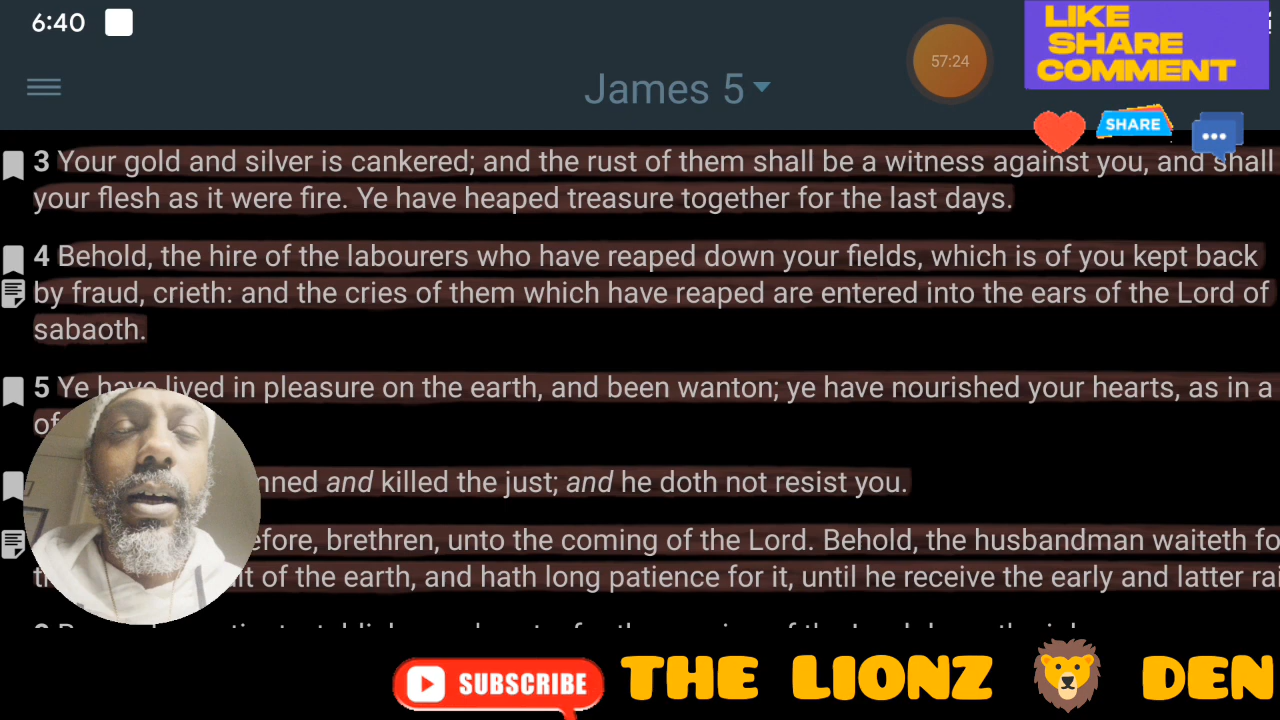 6:40
57:24
LIKE
SHARE
COMMENT
James 5
SHARE
3 Your gold and silver is cankered; and the rust of them shall be a witness against you, and shall
your flesh as it were fire. Ye have heaped treasure together for the last days.
4 Behold, the hire of the labourers who have reaped down your fields, which is of you kept back
by fraud, crieth: and the cries of them which have reaped are entered into the ears of the Lord of
sabaoth.
5 Ye have lived in pleasure on the earth, and been wanton; ye have nourished your hearts, as in a
of
and killed the just; and he doth not resist you.
brethren, unto the coming of the Lord. Behold, the husbandman waiteth
of the earth, and hath long patience for it, until he receive the early and latter
SUBSCRIBE
THE LIONZ DEN